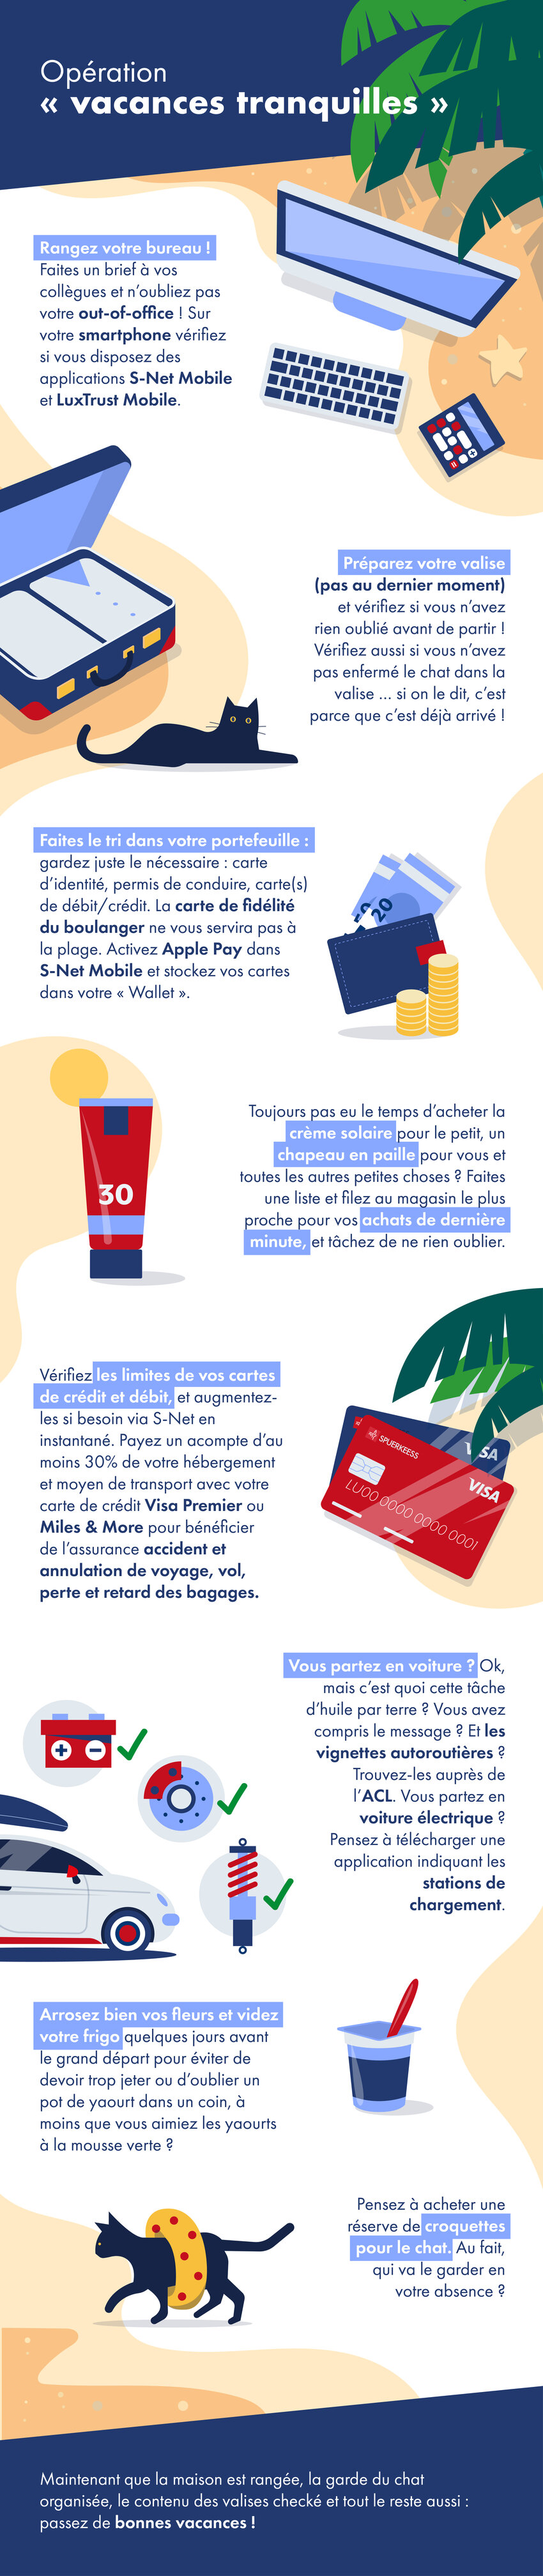 Opération
« vacances tranquilles »
Rangez votre bureau !
Faites un brief à vos
collègues et n'oubliez pas
votre out-of-office ! Sur
votre smartphone vérifiez
si vous disposez des
applications S-Net Mobile
et LuxTrust Mobile.
Préparez votre valise
(pas au dernier moment)
et vérifiez si vous n'avez
rien oublié avant de partir !
Vérifiez aussi si vous n'avez
pas enfermé le chat dans la
valise ... si on le dit, c'est
parce que c'est déjà arrivé !
Faites le tri dans votre portefeuille :
gardez juste le nécessaire : carte
d'identité, permis de conduire, carte(s)
de débit/crédit. La carte de fidélité
du boulanger ne vous servira pas à
la plage. Activez Apple Pay dans
S-Net Mobile et stockez vos cartes
dans votre « Wallet ».
20
Toujours pas eu le temps d'acheter la
crème solaire pour le petit, un
chapeau en paille pour vous et
toutes les autres petites choses ? Faites
une liste et filez au magasin le plus
proche pour vos achats de dernière
minute, et tâchez de ne rien oublier.
30
Vérifiez les limites de vos cartes
de crédit et débit, et augmentez-
les si besoin via S-Net en
instantané. Payez un acompte d'au
moins 30% de votre hébergement
et moyen de transport avec votre
carte de crédit Visa Premier ou
Miles & More pour bénéficier
de l'assurance accident et
annulation de voyage, vol,
perte et retard des bagages.
SPUERKEESS
VISA
LU00 0000 0000 0001
Vous partez en voiture ? Ok,
mais c'est quoi cette tâche
d'huile par terre ? Vous avez
compris le message ? Et les
vignettes autoroutières ?
Trouvez-les auprès de
l'ACL. Vous partez en
voiture électrique ?
Pensez à télécharger une
application indiquant les
stations de
chargement.
Arrosez bien vos fleurs et videz
votre frigo quelques jours avant
le grand départ pour éviter de
devoir trop jeter ou d'oublier un
pot de yaourt dans un coin, à
moins que vous aimiez les yaourts
à la mousse verte ?
Pensez à acheter une
réserve de croquettes
pour le chat. Au fait,
qui va le garder en
votre absence ?
Maintenant que la maison est rangée, la garde du chat
organisée, le contenu des valises checké et tout le reste aussi :
passez de bonnes vacances !